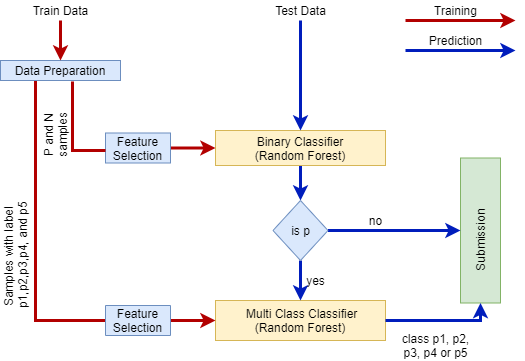 Train Data
Test Data
Training
Prediction
Data Preparation
P and N
samples
Feature
Selection
Binary Classifier
(Random Forest)
is p
no
yes
Submission
Samples with label
p1,p2,p3,p4, and p5
Feature
Selection
Multi Class Classifier
(Random Forest)
class p1, p2,
p3, p4 or p5